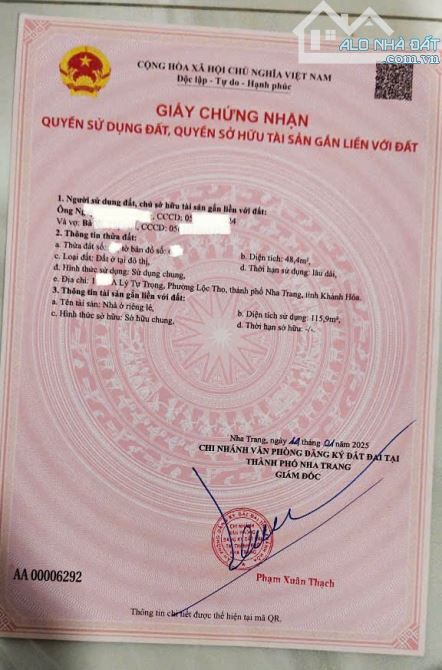 ALO NHÀ ĐẤT
.com.vn
CỘNG HÒA XÃ HỘI CHỦ NGHĨA VIỆT NAM
Độc lập - Tự do - Hạnh phúc
GIẤY CHỨNG NHẬN
QUYỀN SỬ DỤNG ĐẤT, QUYỀN SỞ HỮU TÀI SẢN GẮN LIỀN VỚI ĐẤT
1. Người sử dụng đất, chủ sở hữu tài sản gắn liền với đất:
Ông , CCCD:
Và vợ: Bà , CCCD:
2. Thông tin thửa đất:
a. Thửa đất số: tờ bản đồ số: b. Diện tích: 48,4m².
c. Loại đất: Đất ở tại đô thị, d. Thời hạn sử dụng: lâu dài,
đ. Hình thức sử dụng: Sử dụng chung,
e. Địa chỉ: A Lý Tự Trọng, Phường Lộc Thọ, thành phố Nha Trang, tỉnh Khánh Hòa.
3. Thông tin tài sản gắn liền với đất:
a. Tên tài sản: Nhà ở riêng lẻ, b. Diện tích sử dụng: 115,9m²,
c. Hình thức sở hữu: Sở hữu chung, d. Thời hạn sở hữu: -/-.
Nha Trang, ngày tháng 01 năm 2025
CHI NHÁNH VĂN PHÒNG ĐĂNG KÝ ĐẤT ĐAI TẠI
THÀNH PHỐ NHA TRANG
GIÁM ĐỐC
Phạm Xuân Thạch
AA 00006292
Thông tin chi tiết được thể hiện tại mã QR.